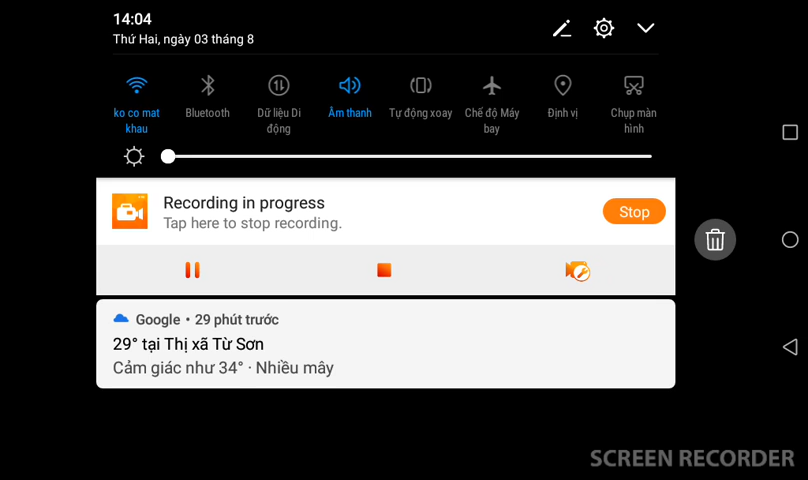 14:04
Thứ Hai, ngày 03 tháng 8
ko co mat
khau
Bluetooth
Dữ liệu Di
động
Âm thanh
Tự động xoay
Chế độ Máy
bay
Định vị
Chụp màn
hình
Recording in progress
Tap here to stop recording.
Stop
Google • 29 phút trước
29° tại Thị xã Từ Sơn
Cảm giác như 34° · Nhiều mây
SCREEN RECORDER